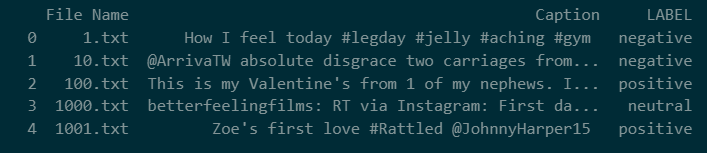 File Name Caption LABEL
0 1.txt How I feel today #legday #jelly #aching #gym negative
1 10.txt @ArrivaTW absolute disgrace two carriages from... negative
2 100.txt This is my Valentine's from 1 of my nephews. I... positive
3 1000.txt betterfeelingfilms: RT via Instagram: First da... neutral
4 1001.txt Zoe's first love #Rattled @JohnnyHarper15 positive